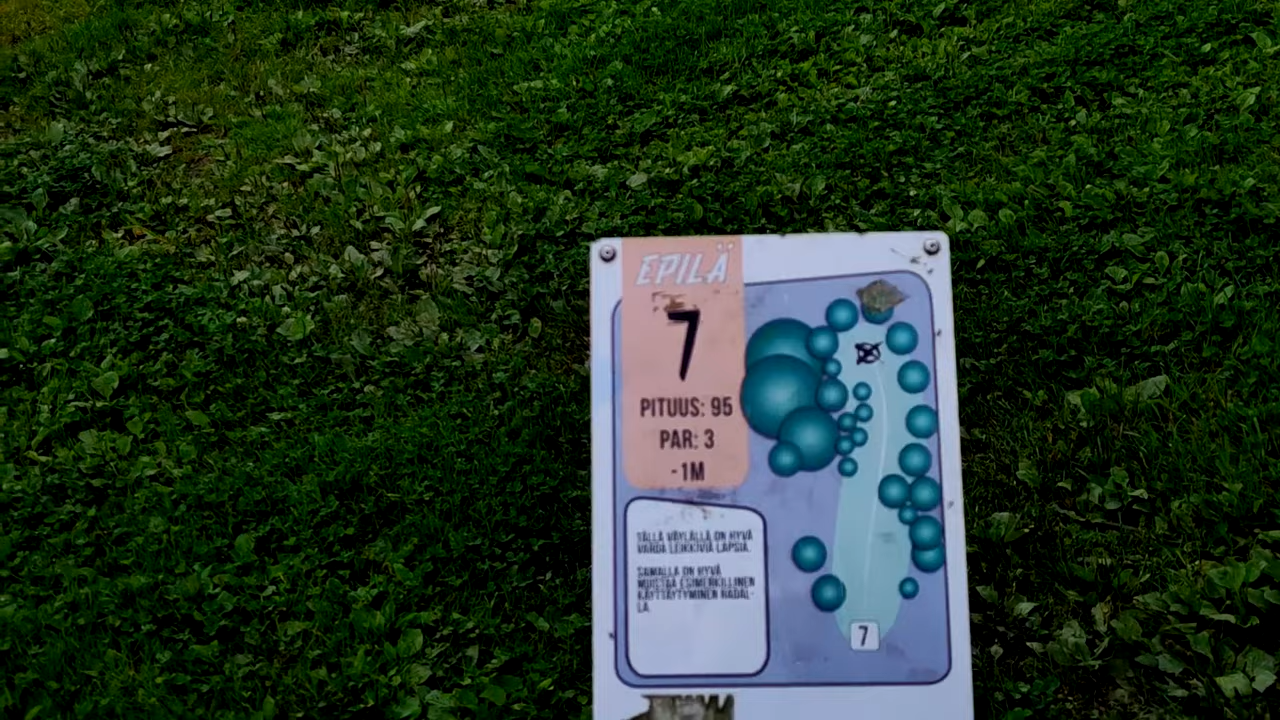 EPILÄ
7
PITUUS: 95
PAR: 3
-1M
TÄLLÄ VÄYLÄLLÄ ON HYVÄ
VAROA LEIKKIVIÄ LAPSIA.
SAMALLA ON HYVÄ
MUISTAA ESIMERKILLINEN
KÄYTTÄYTYMINEN RADAL-
LA.
7